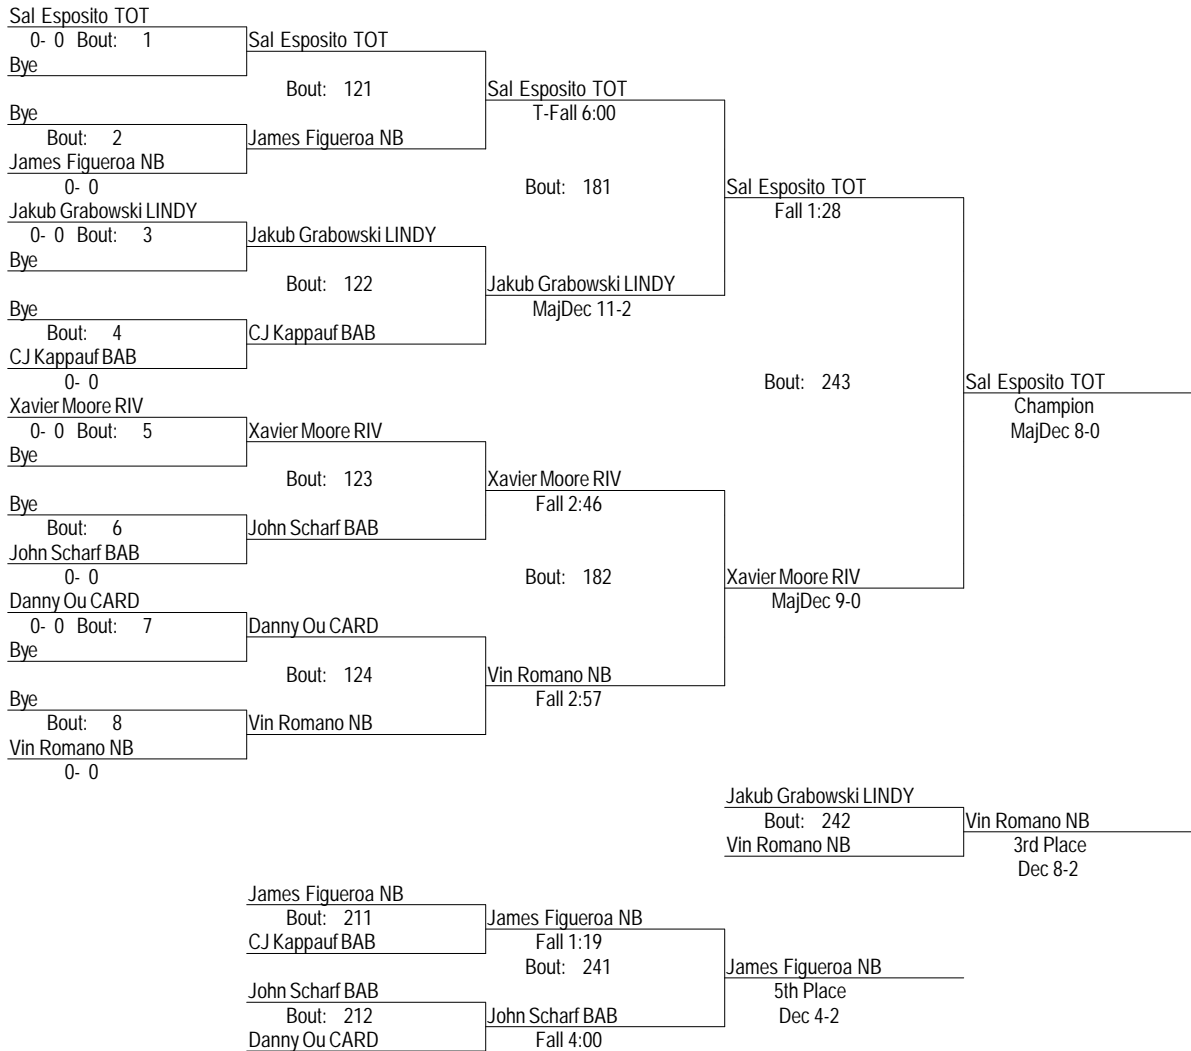 Sal Esposito TOT
0- 0 Bout: 1
Bye
Sal Esposito TOT
Bout: 121
Bye
Bout: 2
James Figueroa NB
0- 0
James Figueroa NB
Sal Esposito TOT
T-Fall 6:00
Bout: 181
Jakub Grabowski LINDY
0- 0 Bout: 3
Bye
Jakub Grabowski LINDY
Bout: 122
Bye
Bout: 4
CJ Kappauf BAB
0- 0
CJ Kappauf BAB
Jakub Grabowski LINDY
MajDec 11-2
Sal Esposito TOT
Fall 1:28
Bout: 243
Xavier Moore RIV
0- 0 Bout: 5
Bye
Xavier Moore RIV
Bout: 123
Bye
Bout: 6
John Scharf BAB
0- 0
John Scharf BAB
Xavier Moore RIV
Fall 2:46
Bout: 182
Danny Ou CARD
0- 0 Bout: 7
Bye
Danny Ou CARD
Bout: 124
Bye
Bout: 8
Vin Romano NB
0- 0
Vin Romano NB
Vin Romano NB
Fall 2:57
Xavier Moore RIV
MajDec 9-0
Sal Esposito TOT
Champion
MajDec 8-0
Jakub Grabowski LINDY
Bout: 242
Vin Romano NB
Vin Romano NB
3rd Place
Dec 8-2
James Figueroa NB
Bout: 211
CJ Kappauf BAB
James Figueroa NB
Fall 1:19
Bout: 241
John Scharf BAB
Bout: 212
Danny Ou CARD
John Scharf BAB
Fall 4:00
James Figueroa NB
5th Place
Dec 4-2